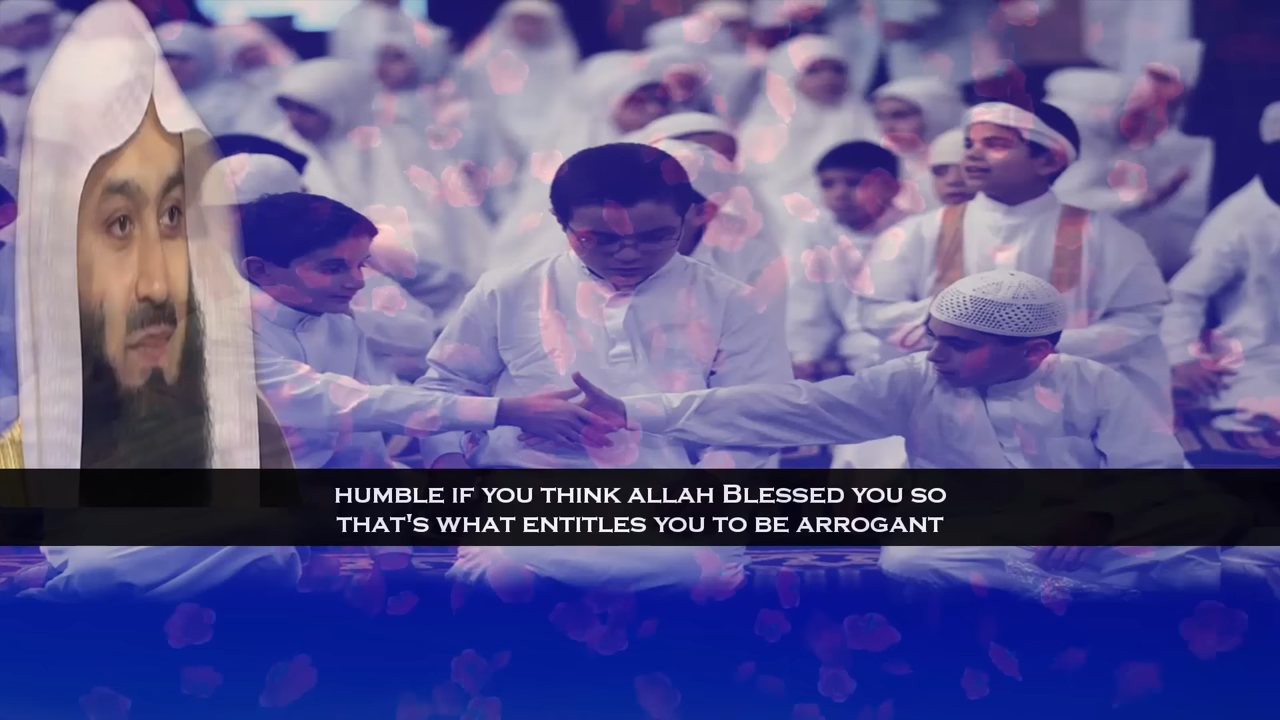 HUMBLE IF YOU THINK ALLAH BLESSED YOU SO
THAT'S WHAT ENTITLES YOU TO BE ARROGANT